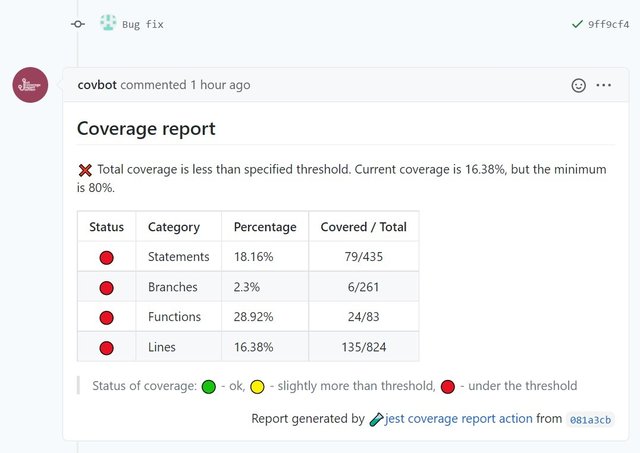 Bug fix 9ff9cf4
covbot commented 1 hour ago
Coverage report
Total coverage is less than specified threshold. Current coverage is 16.38%, but the minimum
is 80%.
Status Category Percentage Covered / Total
Statements 18.16% 79/435
Branches 2.3% 6/261
Functions 28.92% 24/83
Lines 16.38% 135/824
Status of coverage: - ok, - slightly more than threshold, - under the threshold
Report generated by jest coverage report action from 081a3cb